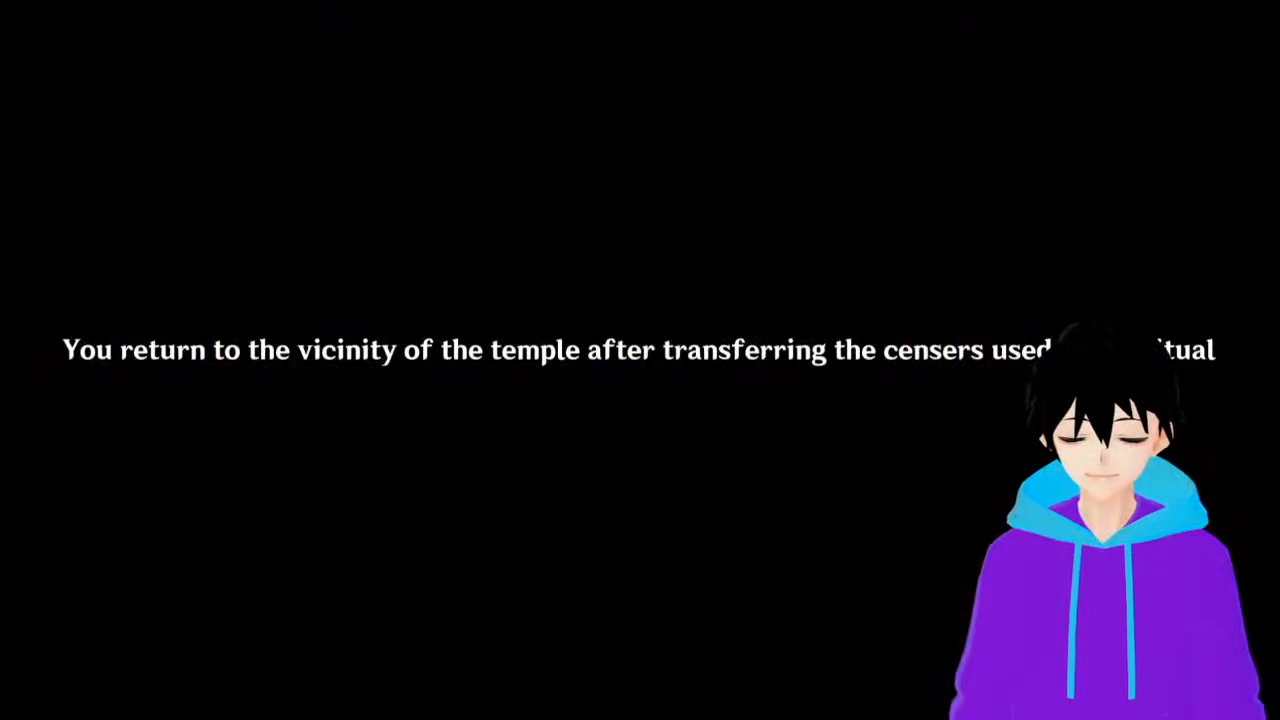 You return to the vicinity of the temple after transferring the censers used